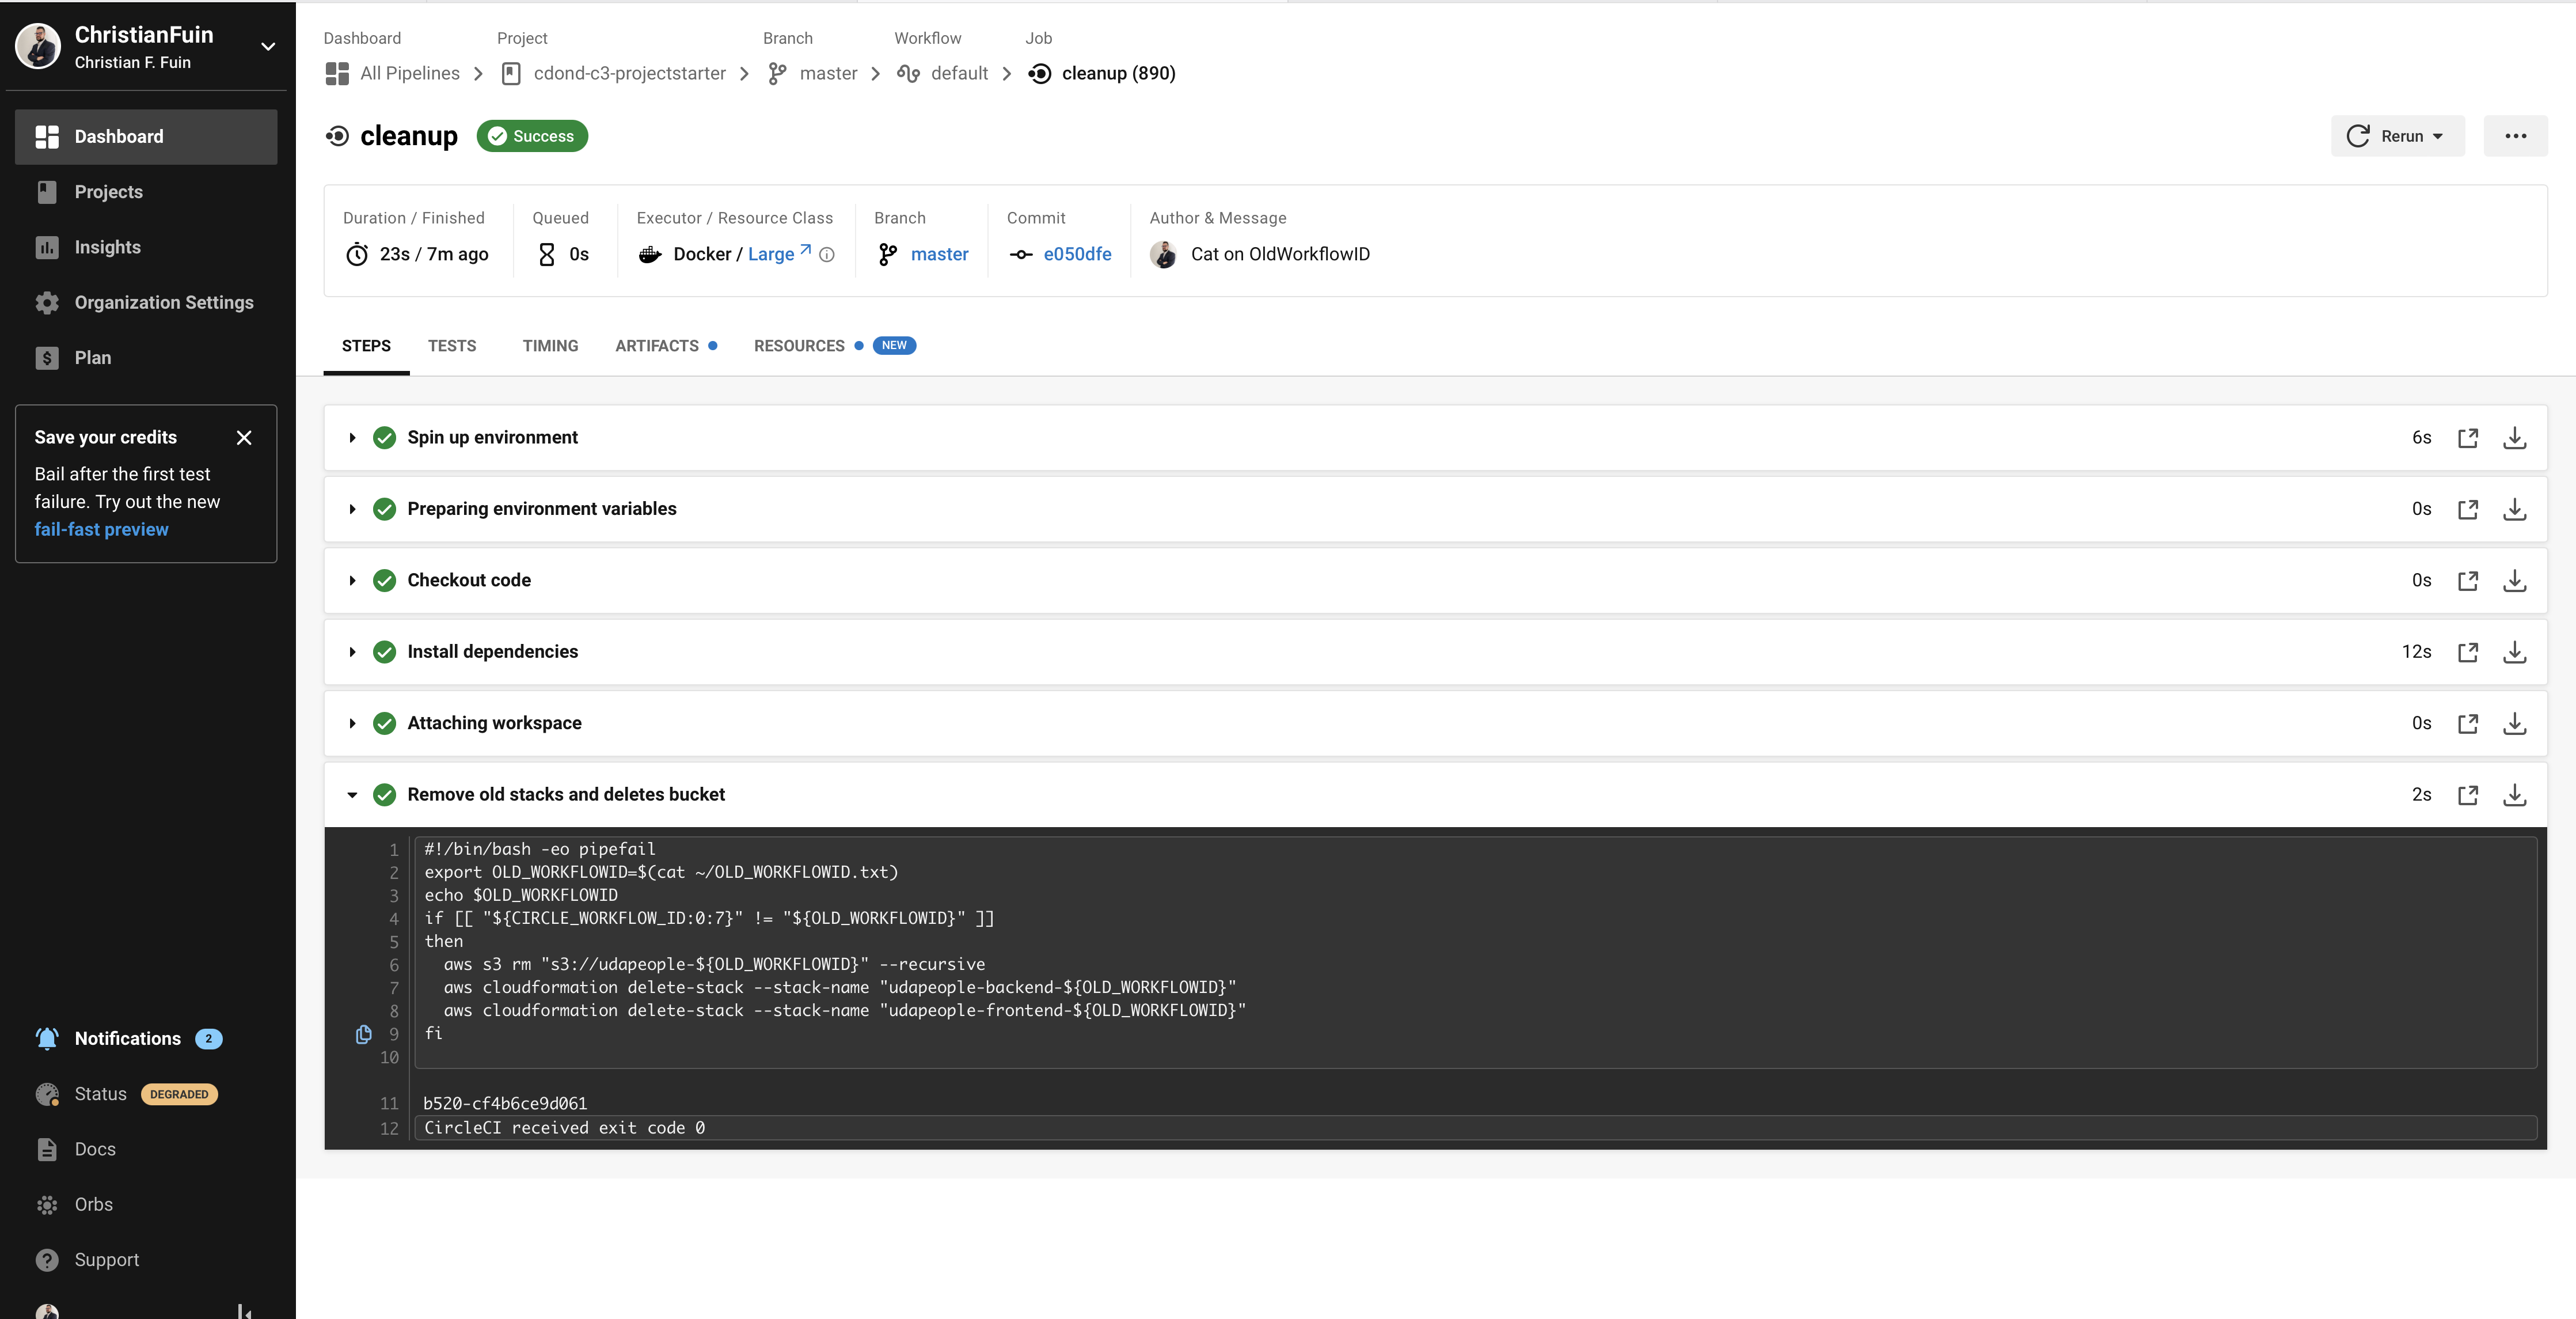 ChristianFuin
Christian F. Fuin
Dashboard
Projects
Insights
Organization Settings
Plan
Save your credits
Bail after the first test
failure. Try out the new
fail-fast preview
Notifications 2
Status DEGRADED
Docs
Orbs
Support
Dashboard Project Branch Workflow Job
All Pipelines cdond-c3-projectstarter master default cleanup (890)
cleanup Success
Rerun
Duration / Finished Queued Executor / Resource Class Branch Commit Author & Message
23s / 7m ago 0s Docker / Large master e050dfe Cat on OldWorkflowID
STEPS TESTS TIMING ARTIFACTS RESOURCES NEW
Spin up environment 6s
Preparing environment variables 0s
Checkout code 0s
Install dependencies 12s
Attaching workspace 0s
Remove old stacks and deletes bucket 2s
1 #!/bin/bash -eo pipefail
2 export OLD_WORKFLOWID=$(cat ~/OLD_WORKFLOWID.txt)
3 echo $OLD_WORKFLOWID
4 if [[ "${CIRCLE_WORKFLOW_ID:0:7}" != "${OLD_WORKFLOWID}" ]]
5 then
6 aws s3 rm "s3://udapeople-${OLD_WORKFLOWID}" --recursive
7 aws cloudformation delete-stack --stack-name "udapeople-backend-${OLD_WORKFLOWID}"
8 aws cloudformation delete-stack --stack-name "udapeople-frontend-${OLD_WORKFLOWID}"
9 fi
10
11 b520-cf4b6ce9d061
12 CircleCI received exit code 0